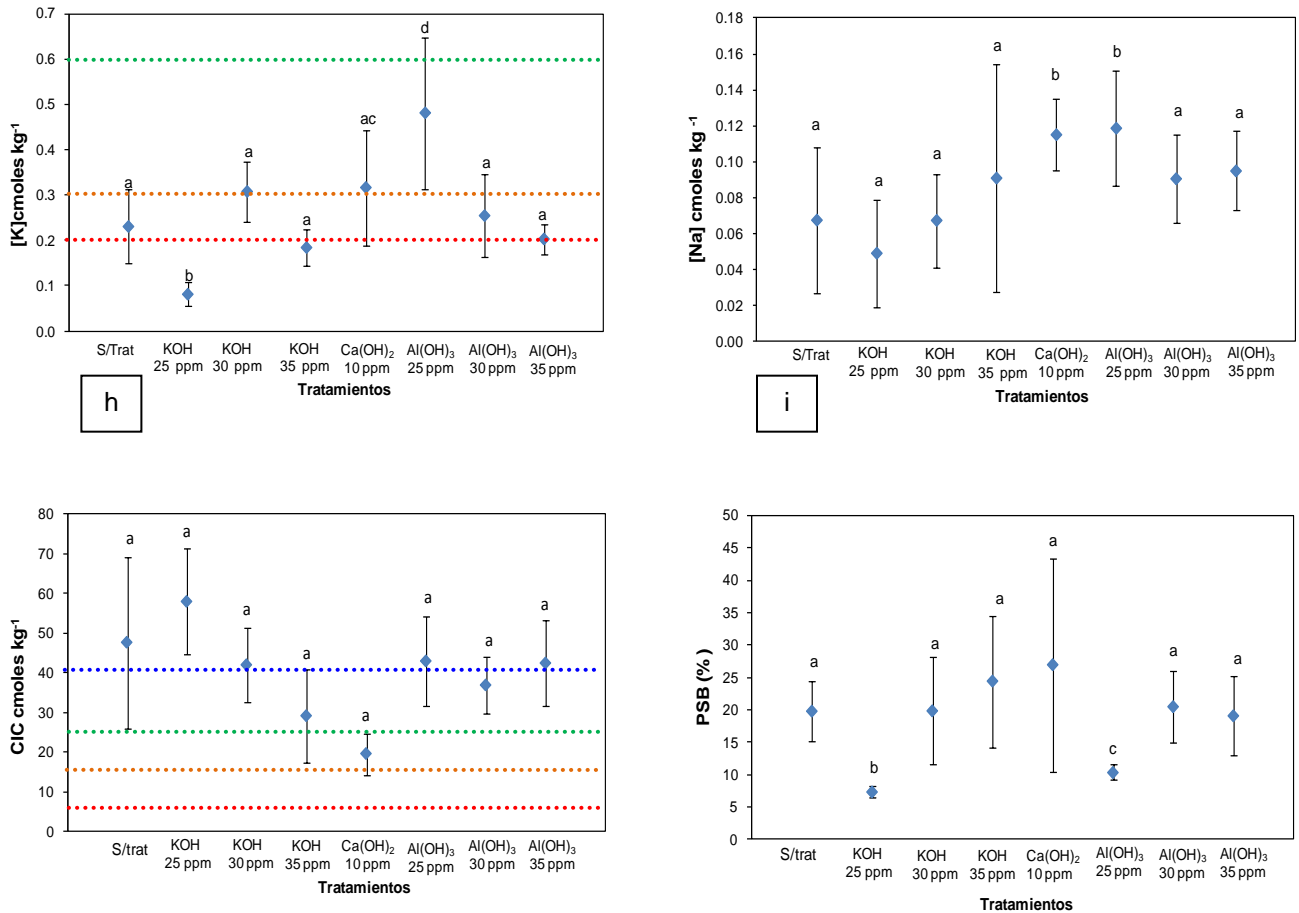 0.7
0.6
0.5
0.4
0.3
0.2
0.1
0.0
[K]cmoles kg-1
a
b
a
a
ac
d
a
a
S/Trat KOH KOH KOH Ca(OH)2 Al(OH)3 Al(OH)3 Al(OH)3
25 ppm 30 ppm 35 ppm 10 ppm 25 ppm 30 ppm 35 ppm
Tratamientos
h
0.18
0.16
0.14
0.12
0.10
0.08
0.06
0.04
0.02
0.00
[Na] cmoles kg -1
a
a
a
a
b
b
a
a
S/Trat KOH KOH KOH Ca(OH)2 Al(OH)3 Al(OH)3 Al(OH)3
25 ppm 30 ppm 35 ppm 10 ppm 25 ppm 30 ppm 35 ppm
Tratamientos
i
80
70
60
50
40
30
20
10
0
CIC cmoles kg-1
a
a
a
a
a
a
a
a
S/trat KOH KOH KOH Ca(OH)2 Al(OH)3 Al(OH)3 Al(OH)3
25 ppm 30 ppm 35 ppm 10 ppm 25 ppm 30 ppm 35 ppm
Tratamientos
50
45
40
35
30
25
20
15
10
5
0
PSB (%)
a
b
a
a
a
c
a
a
S/trat KOH KOH KOH Ca(OH)2 Al(OH)3 Al(OH)3 Al(OH)3
25 ppm 30 ppm 35 ppm 10 ppm 25 ppm 30 ppm 35 ppm
Tratamientos